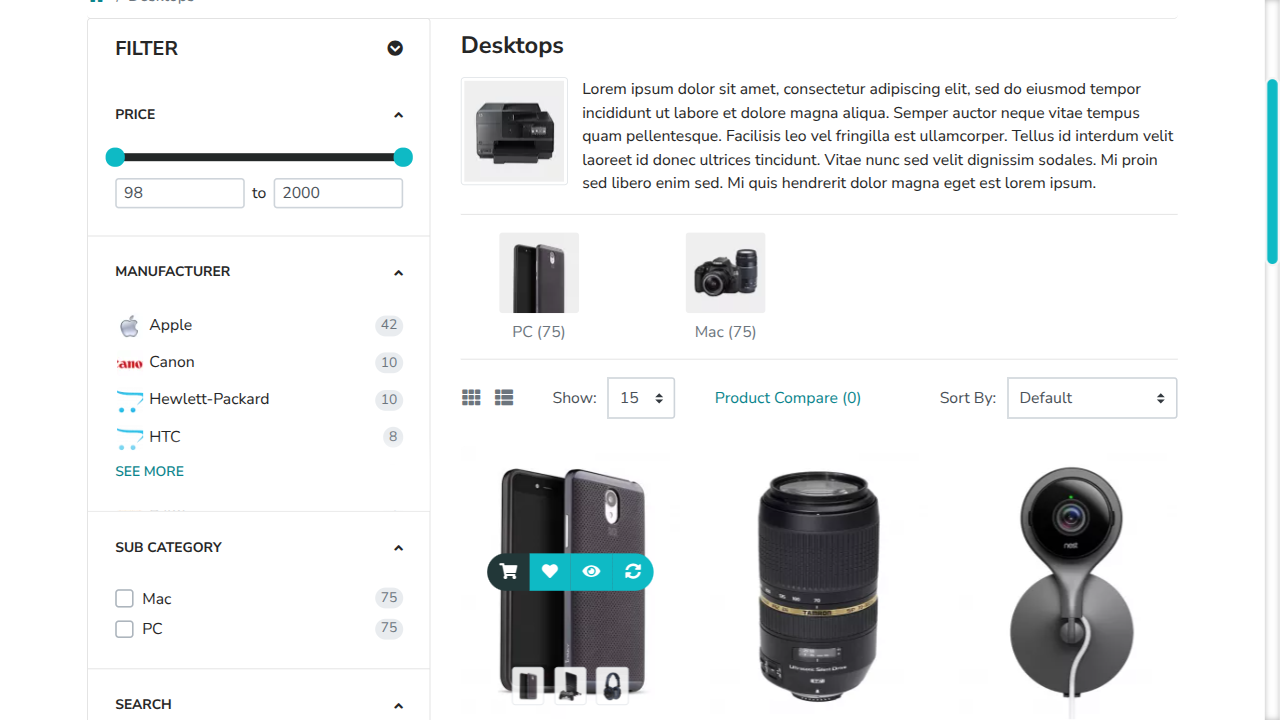 FILTER
PRICE
98 to 2000
MANUFACTURER
Apple 42
Canon 10
Hewlett-Packard 10
HTC 8
SEE MORE
SUB CATEGORY
Mac 75
PC 75
SEARCH
Desktops
Lorem ipsum dolor sit amet, consectetur adipiscing elit, sed do eiusmod tempor
incididunt ut labore et dolore magna aliqua. Semper auctor neque vitae tempus
quam pellentesque. Facilisis leo vel fringilla est ullamcorper. Tellus id interdum velit
laoreet id donec ultrices tincidunt. Vitae nunc sed velit dignissim sodales. Mi proin
sed libero enim sed. Mi quis hendrerit dolor magna eget est lorem ipsum.
PC (75)
Mac (75)
Show: 15
Product Compare (0)
Sort By: Default
TAMRON
nest